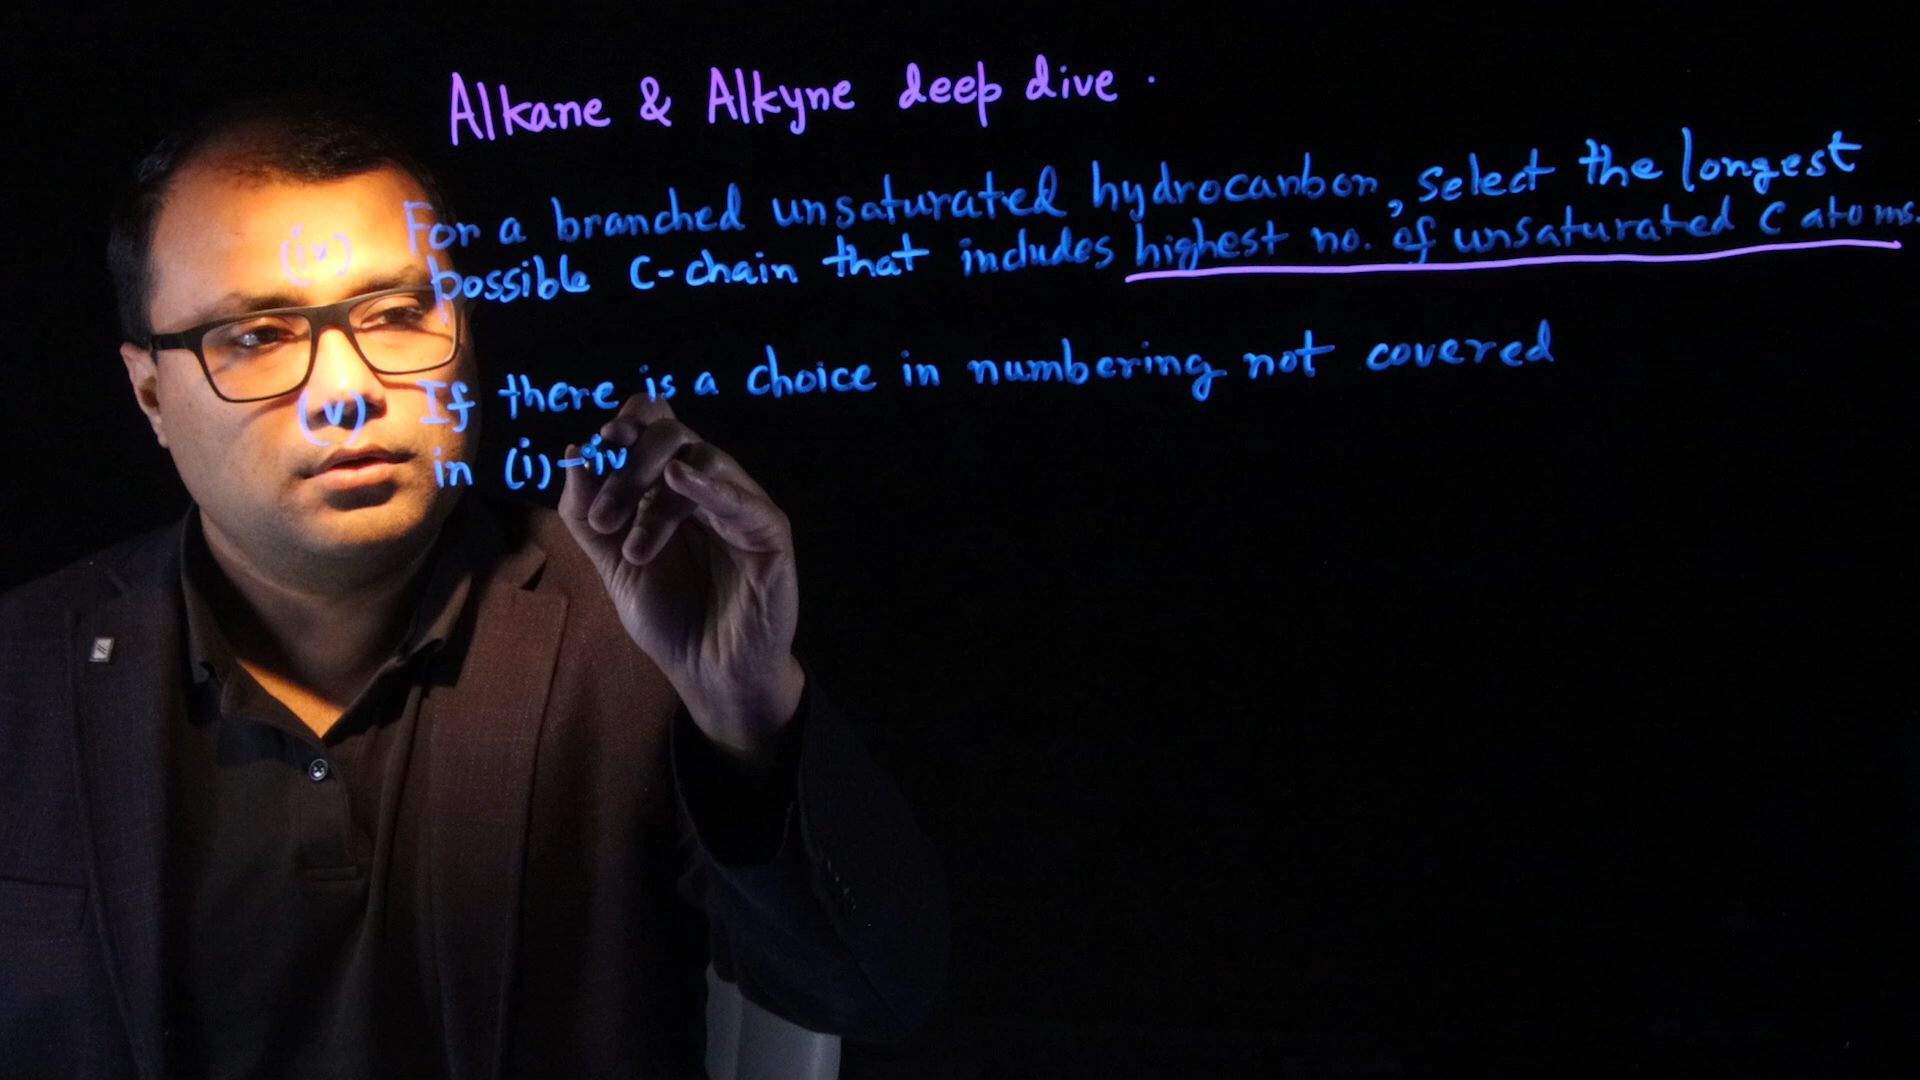 Alkane & Alkyne deep dive.
(iv) For a branched unsaturated hydrocarbon, select the longest
possible C-chain that includes highest no. of unsaturated C atoms.
(v) If there is a choice in numbering not covered
in (i)-iv